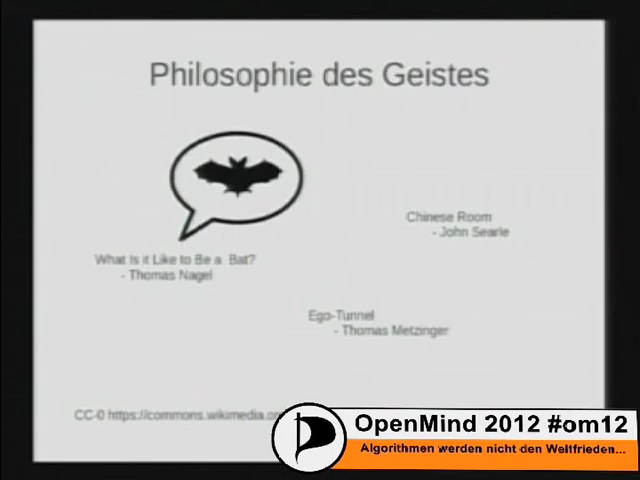 Philosophie des Geistes
Chinese Room
- John Searle
What Is it Like to Be a Bat?
- Thomas Nagel
Ego-Tunnel
- Thomas Metzinger
CC-0 https://commons.wikimedia.or
OpenMind 2012 #om12
Algorithmen werden nicht den Weltfrieden...